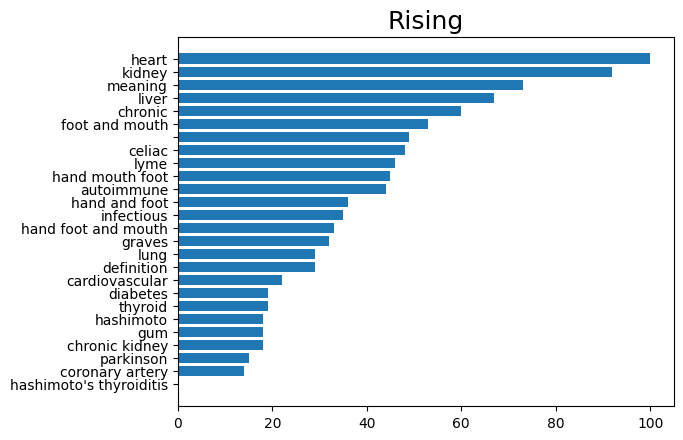 Rising
heart
kidney
meaning
liver
chronic
foot and mouth
celiac
lyme
hand mouth foot
autoimmune
hand and foot
infectious
hand foot and mouth
graves
lung
definition
cardiovascular
diabetes
thyroid
hashimoto
gum
chronic kidney
parkinson
coronary artery
hashimoto's thyroiditis
0 20 40 60 80 100